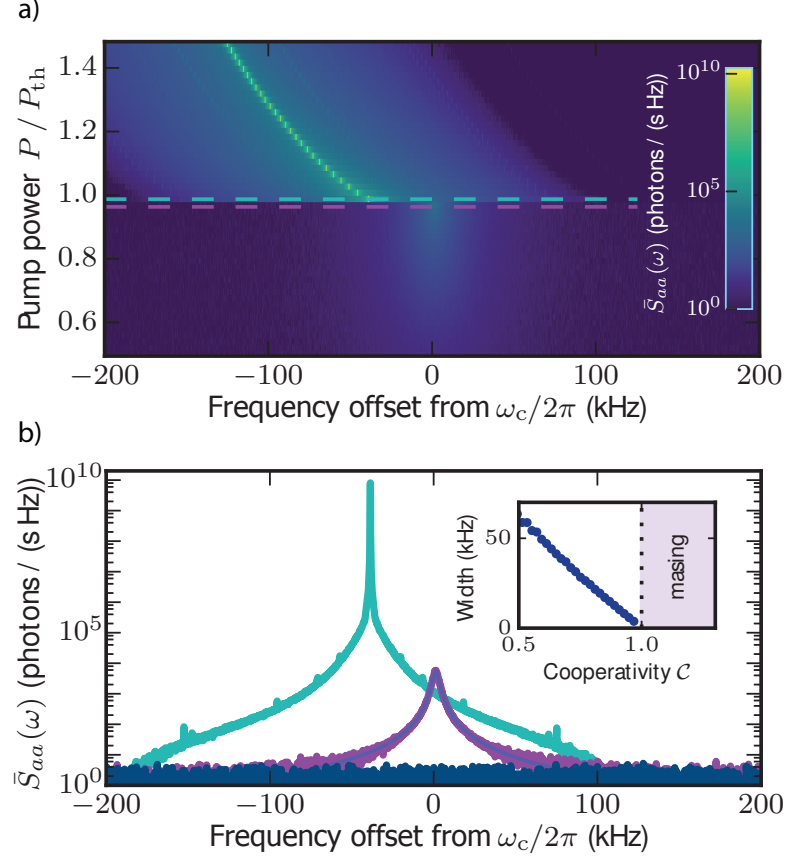 a)
Pump power P / P_th
1.4
1.2
1.0
0.8
0.6
−200
−100
0
100
200
Frequency offset from ω_c/2π (kHz)
S̄_aa(ω) (photons / (s Hz))
10^10
10^5
10^0
b)
S̄_aa(ω) (photons / (s Hz))
10^10
10^5
10^0
−200
−100
0
100
200
Frequency offset from ω_c/2π (kHz)
Width (kHz)
50
0
0.5
1.0
Cooperativity 𝒞
masing